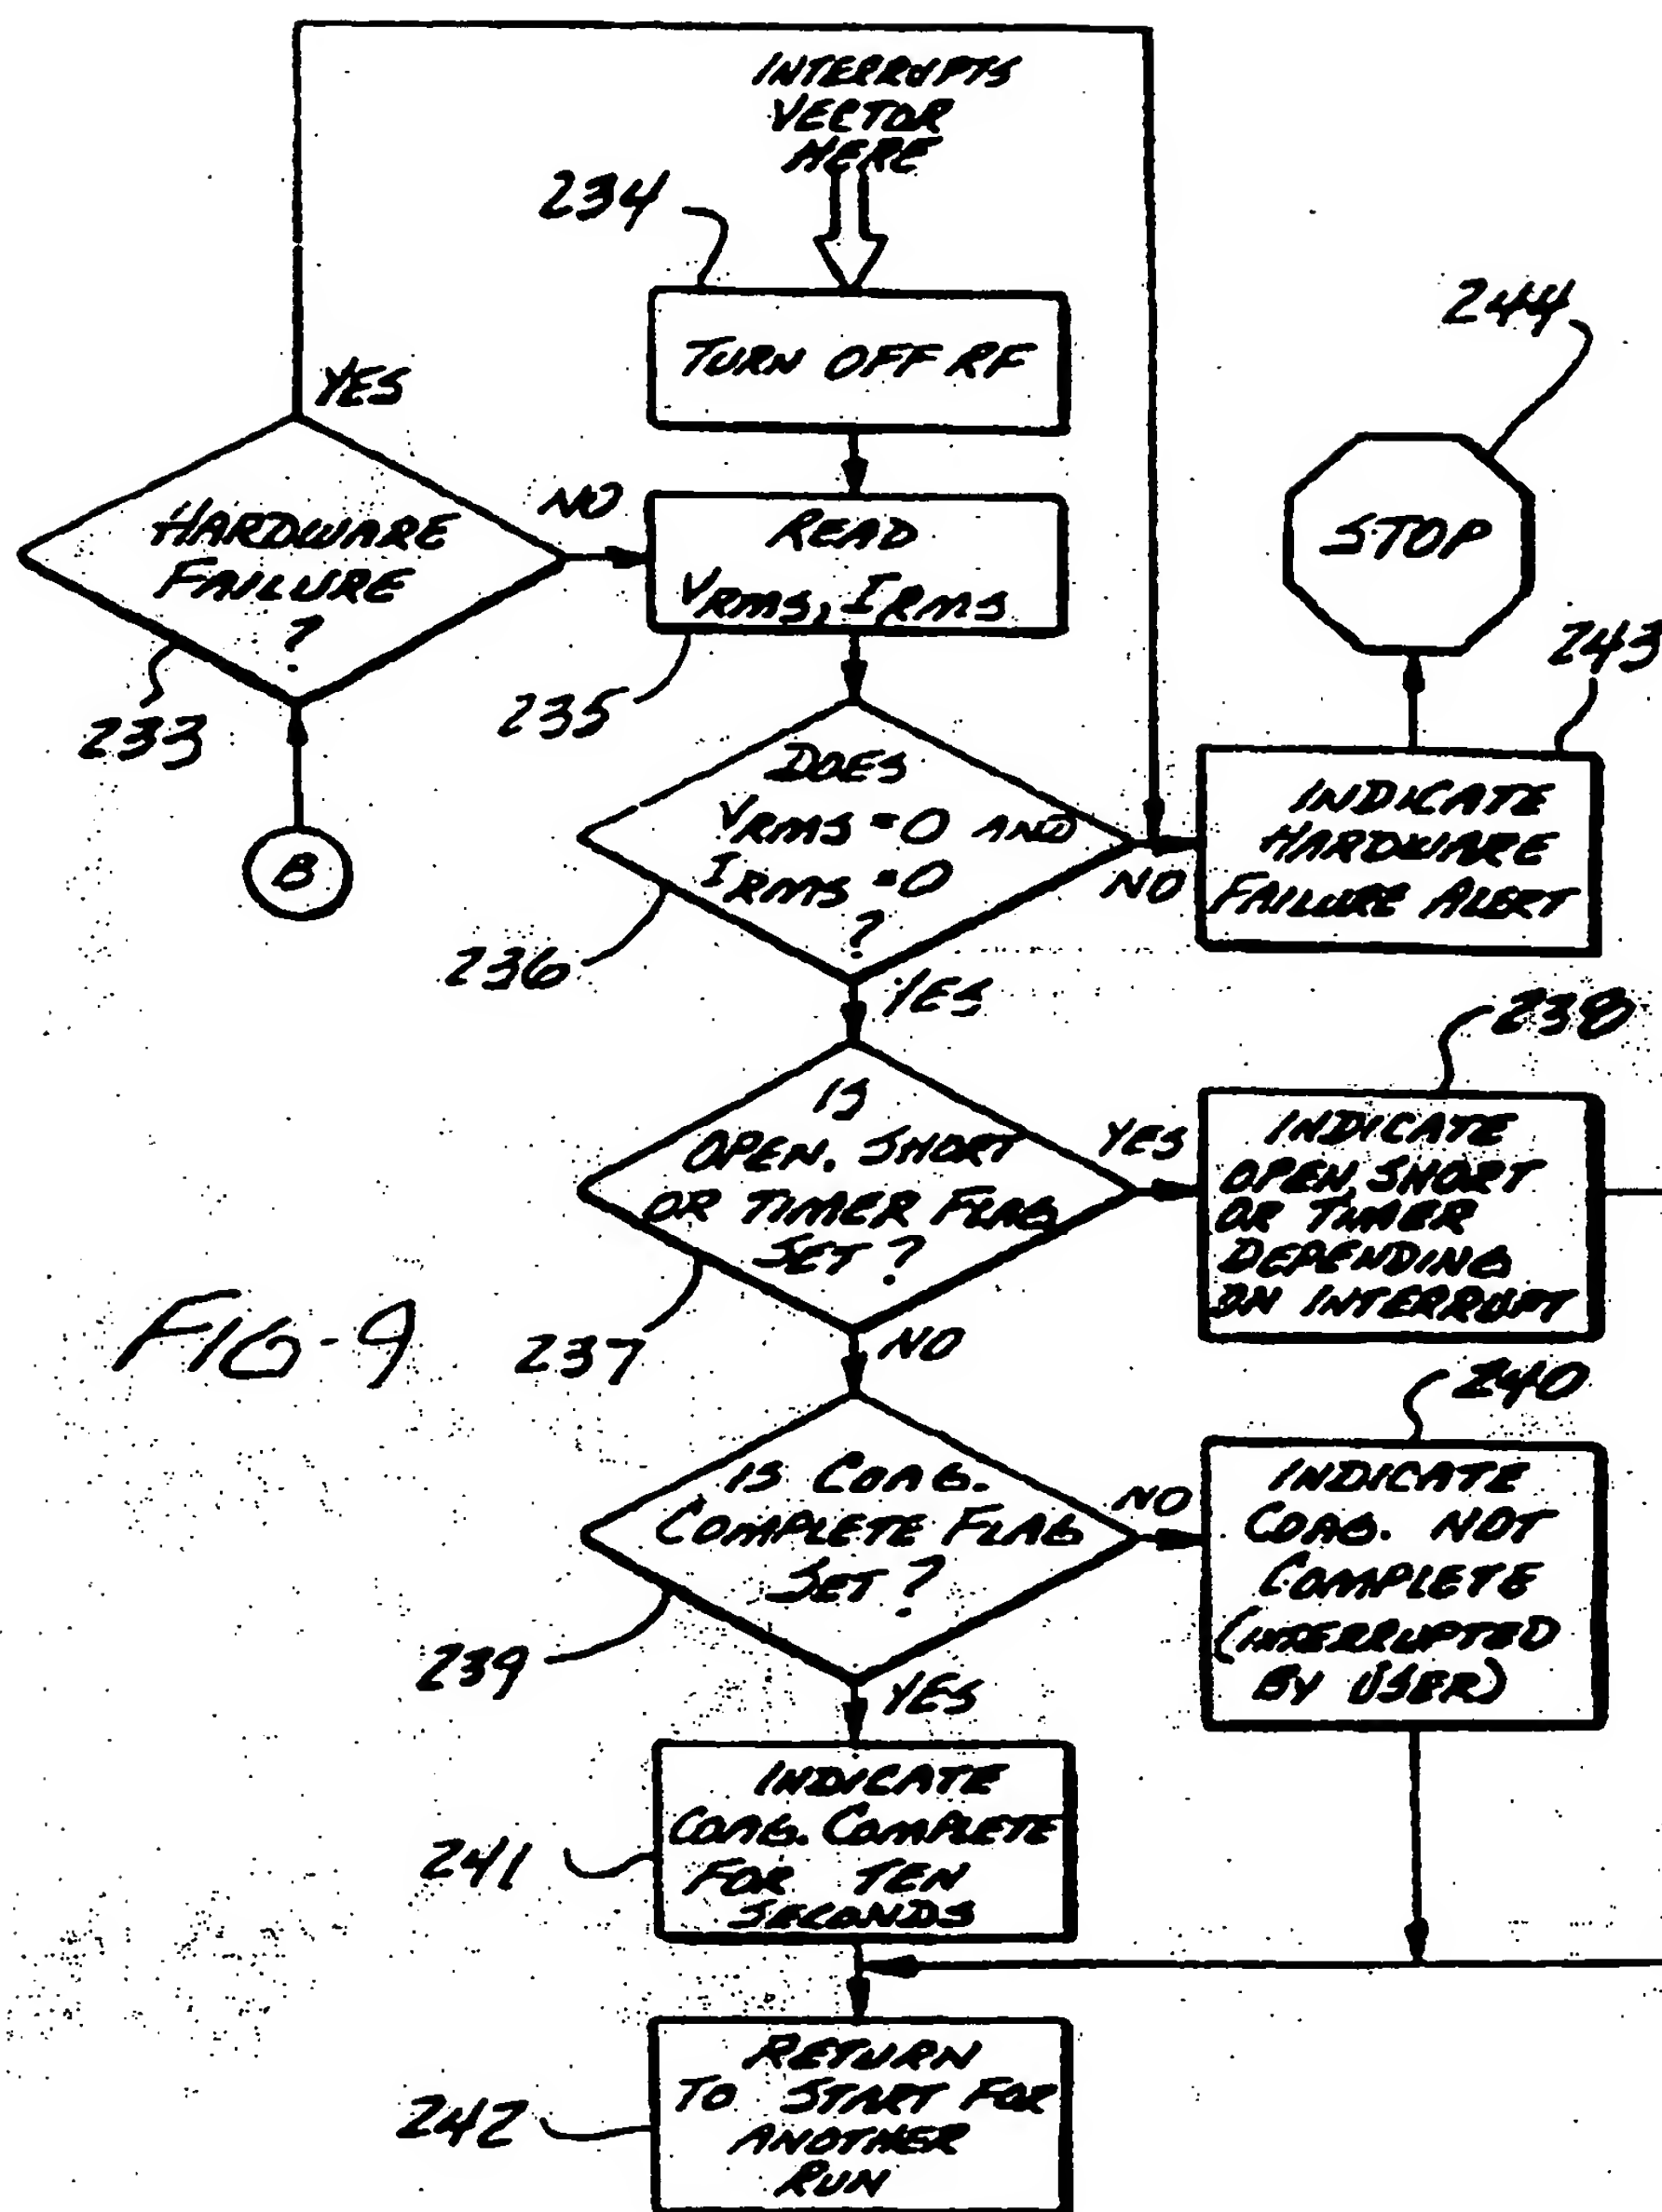 INTERRUPTS
VECTOR
HERE
234
TURN OFF RF
244
STOP
YES
HARDWARE
FAILURE
?
NO
233
B
READ
VRMS, IRMS
235
243
DOES
VRMS = 0 AND
IRMS = 0
?
NO
236
YES
INDICATE
HARDWARE
FAILURE ALERT
238
IS
OPEN, SHORT
OR TIMER FLAG
SET?
YES
237
NO
INDICATE
OPEN, SHORT
OR TIMER
DEPENDING
ON INTERRUPT
FIG-9
240
IS COAG.
COMPLETE FLAG
SET?
NO
239
YES
INDICATE
COAG. NOT
COMPLETE
(INTERRUPTED
BY USER)
INDICATE
COAG. COMPLETE
FOR TEN
SECONDS
241
RETURN
TO START FOR
ANOTHER
RUN
242